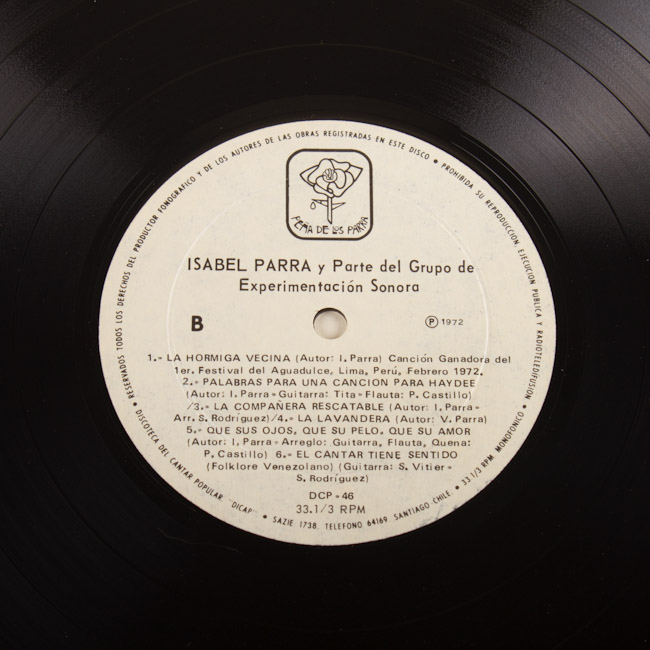 RESERVADOS TODOS LOS DERECHOS DEL PRODUCTOR FONOGRAFICO Y DE LOS AUTORES DE LAS OBRAS REGISTRADAS EN ESTE DISCO • PROHIBIDA SU REPRODUCCION, EJECUCION PUBLICA Y RADIOTELEDIFUSION
PEÑA DE LOS PARRA
ISABEL PARRA y Parte del Grupo de
Experimentación Sonora
B
Ⓟ 1972
1.- LA HORMIGA VECINA (Autor: I. Parra) Canción Ganadora del
1er. Festival del Aguadulce, Lima, Perú, Febrero 1972.
2.- PALABRAS PARA UNA CANCION PARA HAYDEE
(Autor: I. Parra - Guitarra: Tita - Flauta: P. Castillo)
/3.- LA COMPAÑERA RESCATABLE (Autor: I. Parra -
Arr. S. Rodríguez)/4.- LA LAVANDERA (Autor: V. Parra)
5.- QUE SUS OJOS, QUE SU PELO, QUE SU AMOR
(Autor: I. Parra - Arreglo: Guitarra, Flauta, Quena:
P. Castillo) 6.- EL CANTAR TIENE SENTIDO
(Folklore Venezolano) (Guitarra: S. Vitier -
S. Rodríguez)
DCP - 46
33.1/3 RPM
• DISCOTECA DEL CANTAR POPULAR "DICAP" • SAZIE 1738. TELEFONO 64169. SANTIAGO CHILE • 33 1/3 RPM. MONOFONICO •